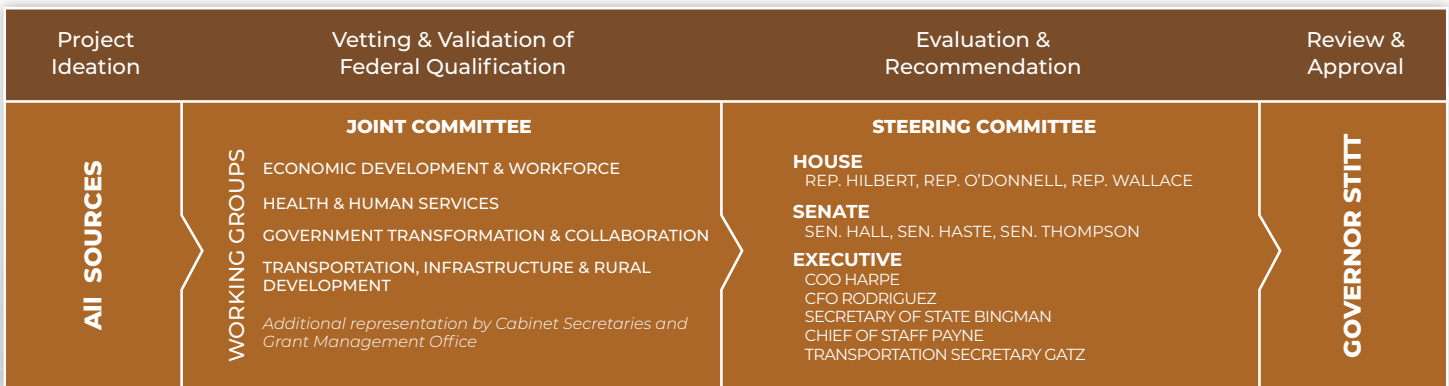 Project
Ideation
Vetting & Validation of
Federal Qualification
Evaluation &
Recommendation
Review &
Approval
All SOURCES
WORKING GROUPS
JOINT COMMITTEE
ECONOMIC DEVELOPMENT & WORKFORCE
HEALTH & HUMAN SERVICES
GOVERNMENT TRANSFORMATION & COLLABORATION
TRANSPORTATION, INFRASTRUCTURE & RURAL
DEVELOPMENT
Additional representation by Cabinet Secretaries and
Grant Management Office
STEERING COMMITTEE
HOUSE
REP. HILBERT, REP. O’DONNELL, REP. WALLACE
SENATE
SEN. HALL, SEN. HASTE, SEN. THOMPSON
EXECUTIVE
COO HARPE
CFO RODRIGUEZ
SECRETARY OF STATE BINGMAN
CHIEF OF STAFF PAYNE
TRANSPORTATION SECRETARY GATZ
GOVERNOR STITT